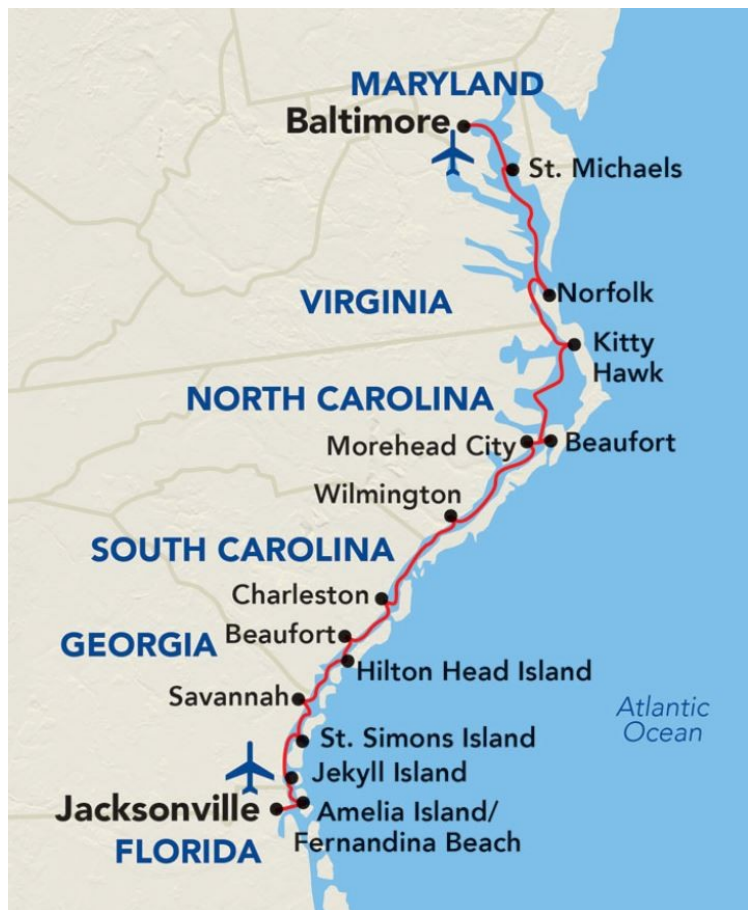 MARYLAND
Baltimore
St. Michaels
Norfolk
VIRGINIA
Kitty
Hawk
NORTH CAROLINA
Morehead City
Beaufort
Wilmington
SOUTH CAROLINA
Charleston
Beaufort
GEORGIA
Hilton Head Island
Savannah
Atlantic
Ocean
St. Simons Island
Jekyll Island
Jacksonville
Amelia Island/
Fernandina Beach
FLORIDA